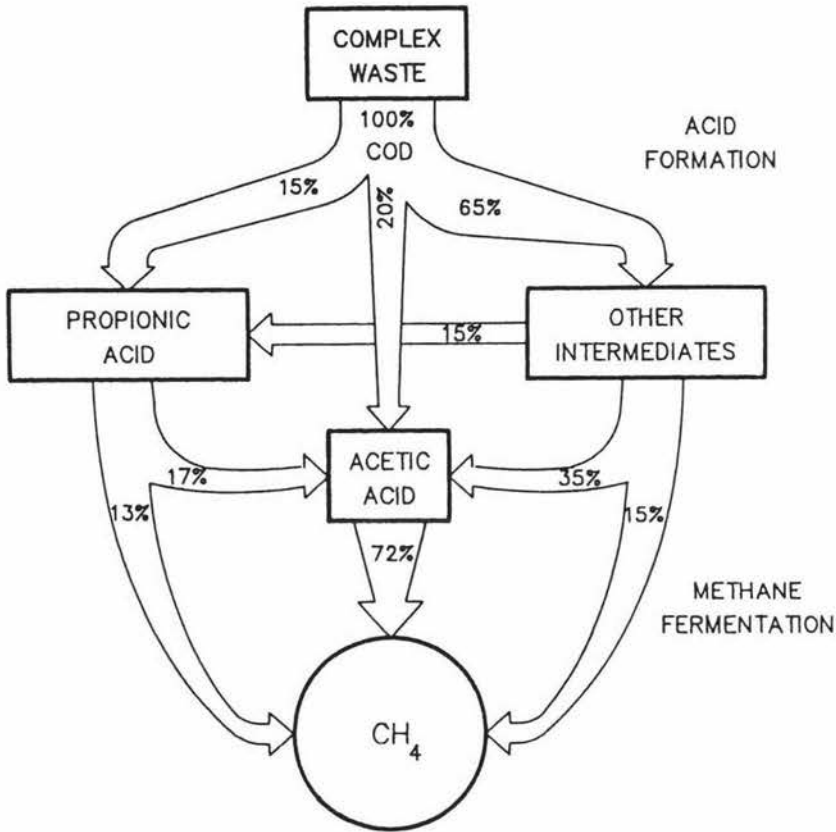 COMPLEX
WASTE
100%
COD
ACID
FORMATION
15%
20%
65%
PROPIONIC
ACID
15%
OTHER
INTERMEDIATES
ACETIC
ACID
17%
35%
13%
15%
72%
METHANE
FERMENTATION
CH₄